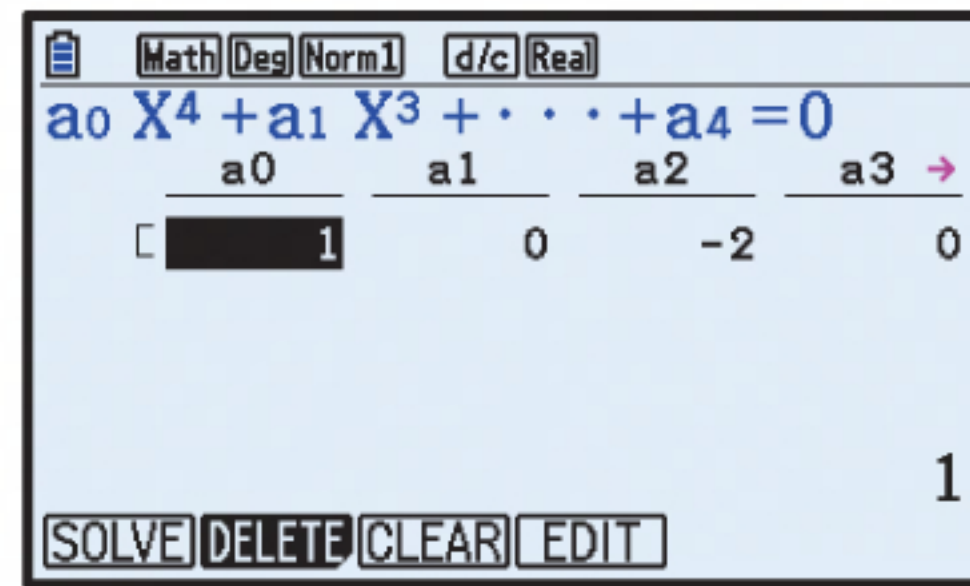 Math Deg Norm1 d/c Real
a₀ X⁴ + a₁ X³ + · · · + a₄ = 0
a0 a1 a2 a3 →
[ 1 0 -2 0
1
SOLVE DELETE CLEAR EDIT